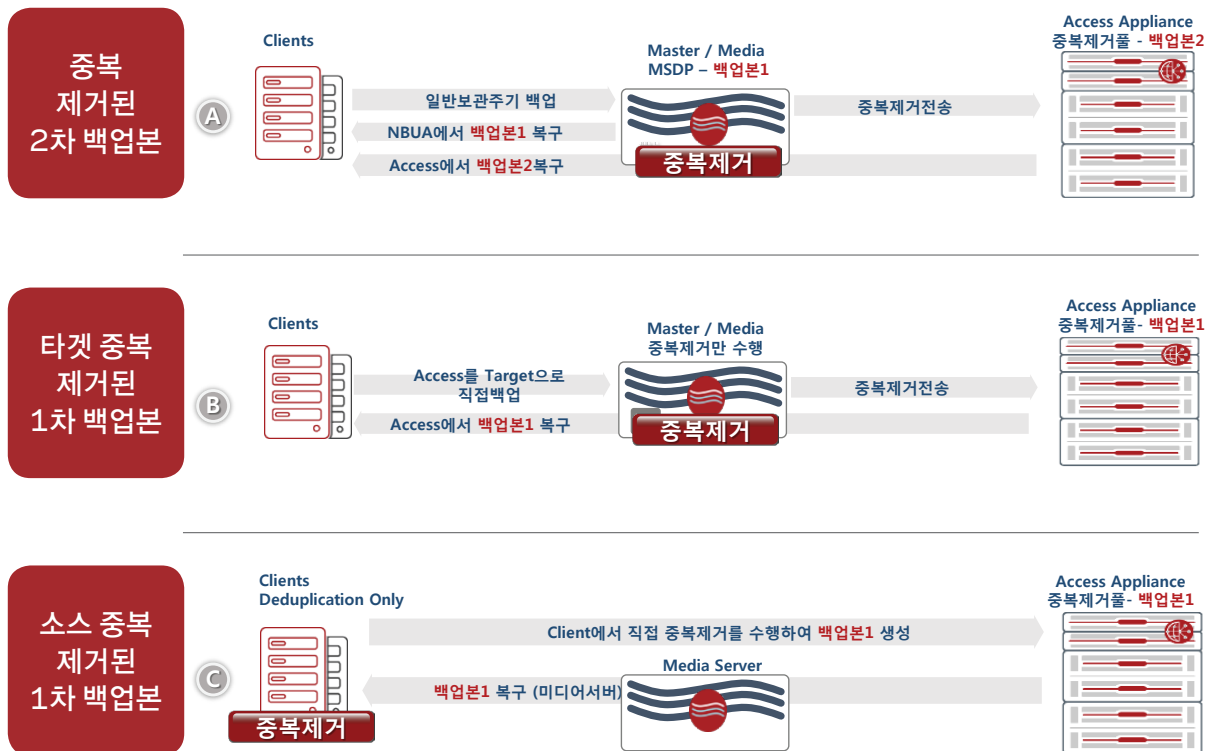 중복
제거된
2차 백업본
A
Clients
Master / Media
MSDP – 백업본1
Access Appliance
중복제거풀 - 백업본2
일반보관주기 백업
중복제거전송
NBUA에서 백업본1 복구
Access에서 백업본2복구
중복제거
타겟 중복
제거된
1차 백업본
B
Clients
Master / Media
중복제거만 수행
Access Appliance
중복제거풀- 백업본1
Access를 Target으로
직접백업
중복제거전송
Access에서 백업본1 복구
중복제거
소스 중복
제거된
1차 백업본
C
Clients
Deduplication Only
Access Appliance
중복제거풀- 백업본1
Client에서 직접 중복제거를 수행하여 백업본1 생성
Media Server
백업본1 복구 (미디어서버)
중복제거